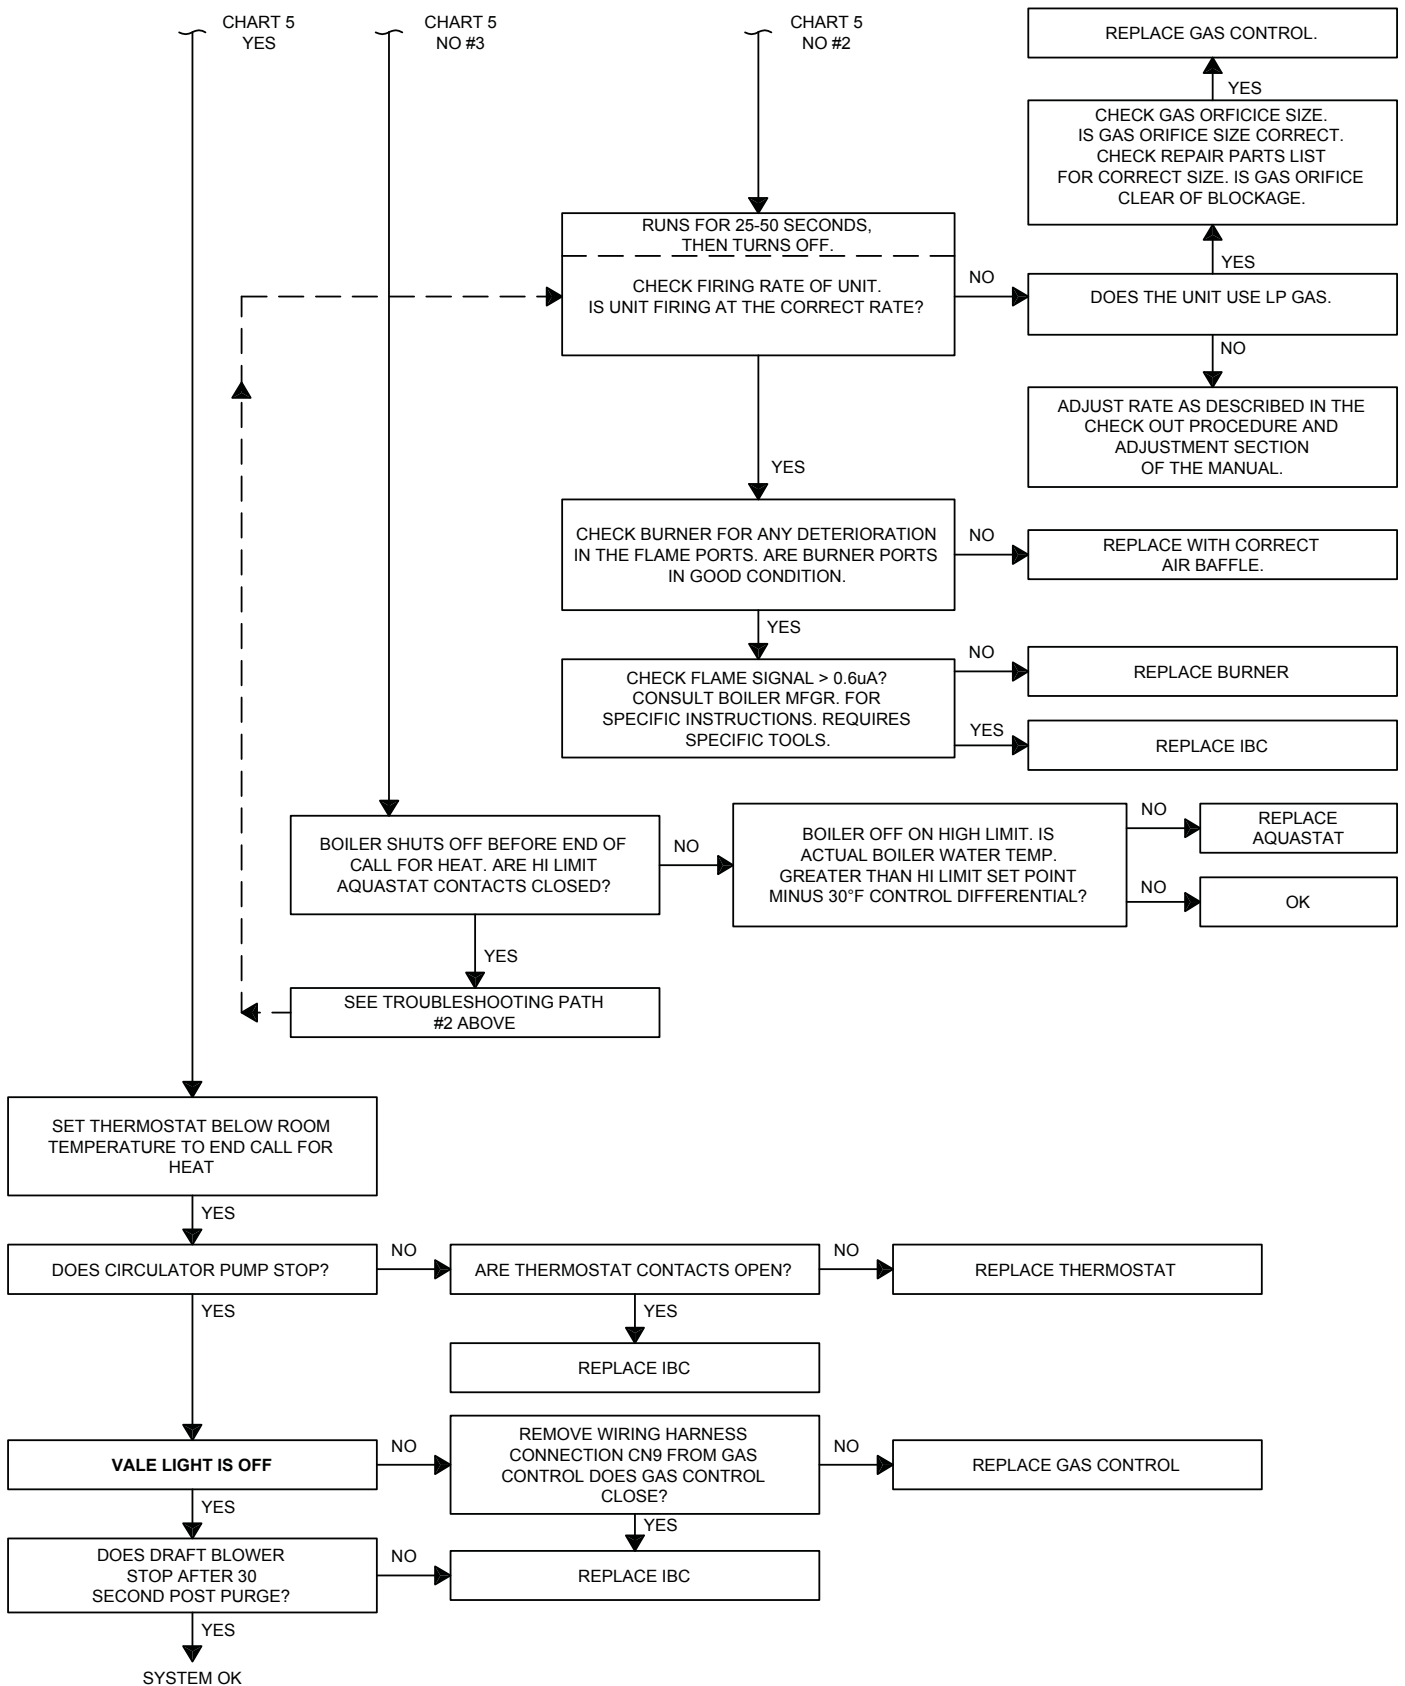 CHART 5
YES
CHART 5
NO #3
CHART 5
NO #2
REPLACE GAS CONTROL.
YES
CHECK GAS ORFICICE SIZE.
IS GAS ORIFICE SIZE CORRECT.
CHECK REPAIR PARTS LIST
FOR CORRECT SIZE. IS GAS ORIFICE
CLEAR OF BLOCKAGE.
YES
RUNS FOR 25-50 SECONDS,
THEN TURNS OFF.
CHECK FIRING RATE OF UNIT.
IS UNIT FIRING AT THE CORRECT RATE?
NO
DOES THE UNIT USE LP GAS.
NO
ADJUST RATE AS DESCRIBED IN THE
CHECK OUT PROCEDURE AND
ADJUSTMENT SECTION
OF THE MANUAL.
YES
CHECK BURNER FOR ANY DETERIORATION
IN THE FLAME PORTS. ARE BURNER PORTS
IN GOOD CONDITION.
NO
REPLACE WITH CORRECT
AIR BAFFLE.
YES
CHECK FLAME SIGNAL > 0.6uA?
CONSULT BOILER MFGR. FOR
SPECIFIC INSTRUCTIONS. REQUIRES
SPECIFIC TOOLS.
NO
REPLACE BURNER
YES
REPLACE IBC
BOILER SHUTS OFF BEFORE END OF
CALL FOR HEAT. ARE HI LIMIT
AQUASTAT CONTACTS CLOSED?
NO
BOILER OFF ON HIGH LIMIT. IS
ACTUAL BOILER WATER TEMP.
GREATER THAN HI LIMIT SET POINT
MINUS 30°F CONTROL DIFFERENTIAL?
NO
REPLACE
AQUASTAT
NO
OK
YES
SEE TROUBLESHOOTING PATH
#2 ABOVE
SET THERMOSTAT BELOW ROOM
TEMPERATURE TO END CALL FOR
HEAT
YES
DOES CIRCULATOR PUMP STOP?
NO
ARE THERMOSTAT CONTACTS OPEN?
NO
REPLACE THERMOSTAT
YES
YES
REPLACE IBC
VALE LIGHT IS OFF
NO
REMOVE WIRING HARNESS
CONNECTION CN9 FROM GAS
CONTROL DOES GAS CONTROL
CLOSE?
NO
REPLACE GAS CONTROL
YES
YES
DOES DRAFT BLOWER
STOP AFTER 30
SECOND POST PURGE?
NO
REPLACE IBC
YES
SYSTEM OK